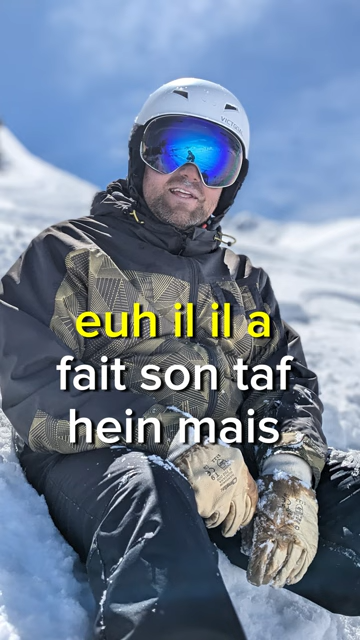 euh il il a
fait son taf
hein mais